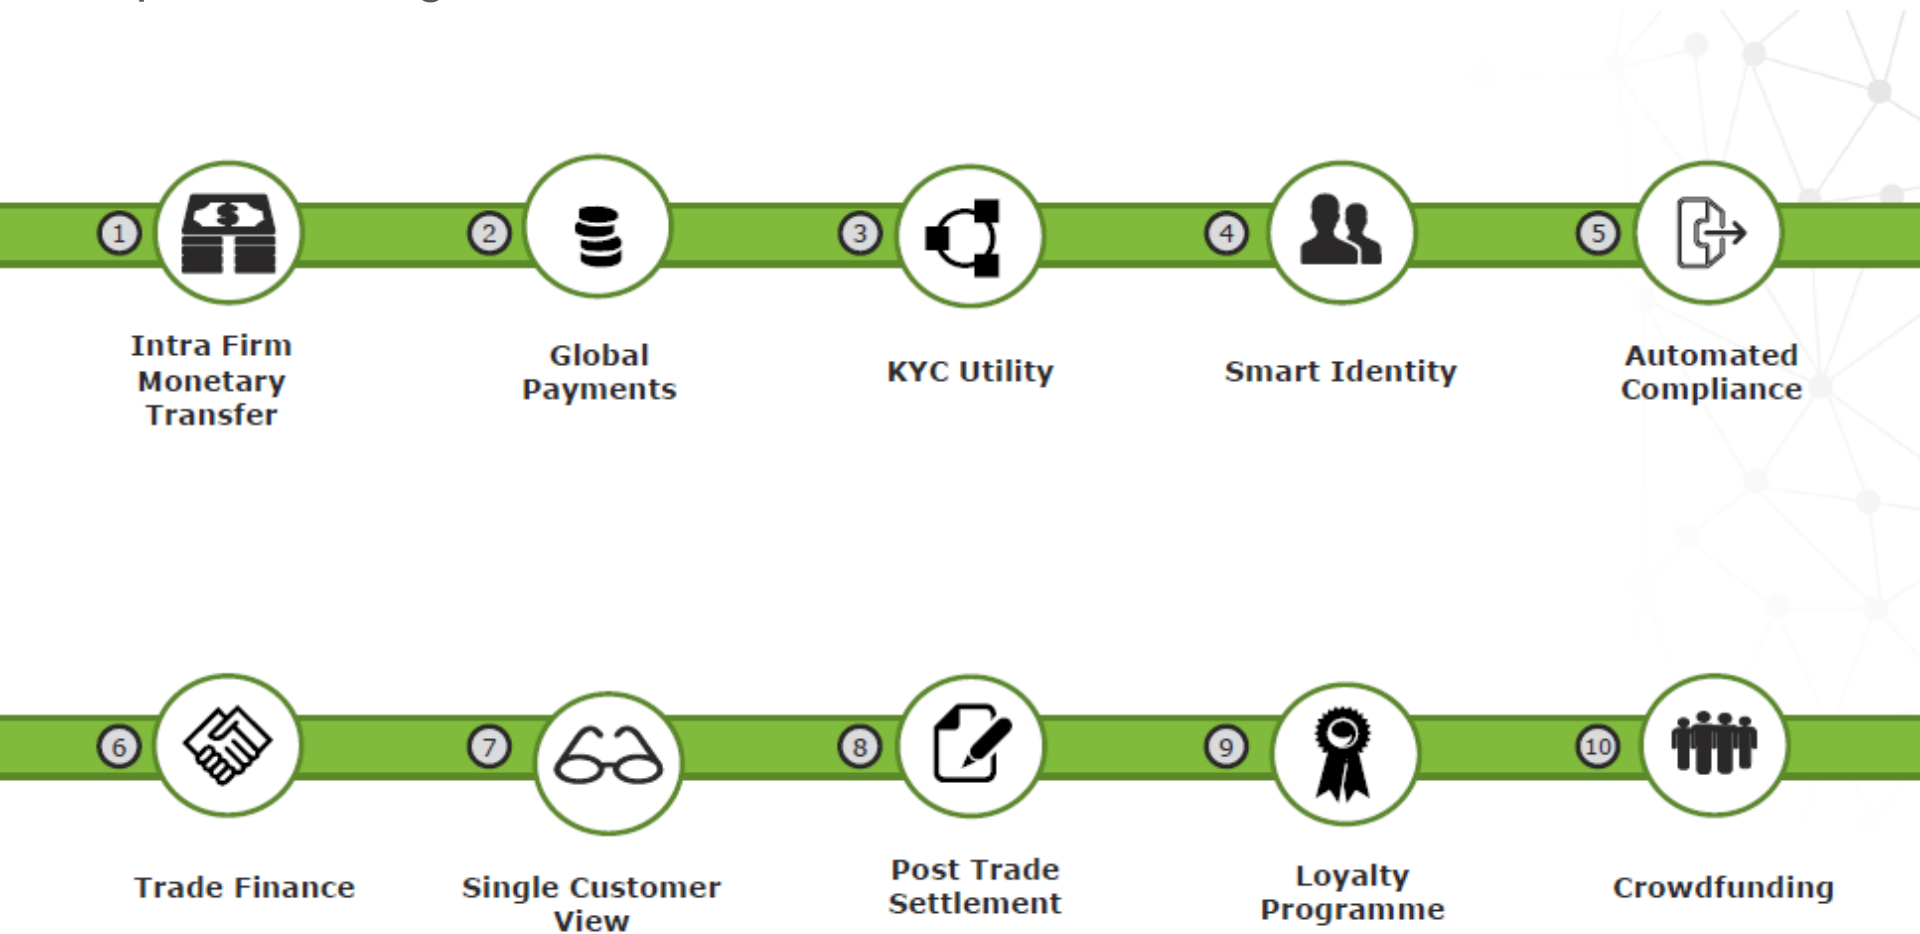 1
2
3
4
5
Intra Firm
Monetary
Transfer
Global
Payments
KYC Utility
Smart Identity
Automated
Compliance
6
7
8
9
10
Trade Finance
Single Customer
View
Post Trade
Settlement
Loyalty
Programme
Crowdfunding